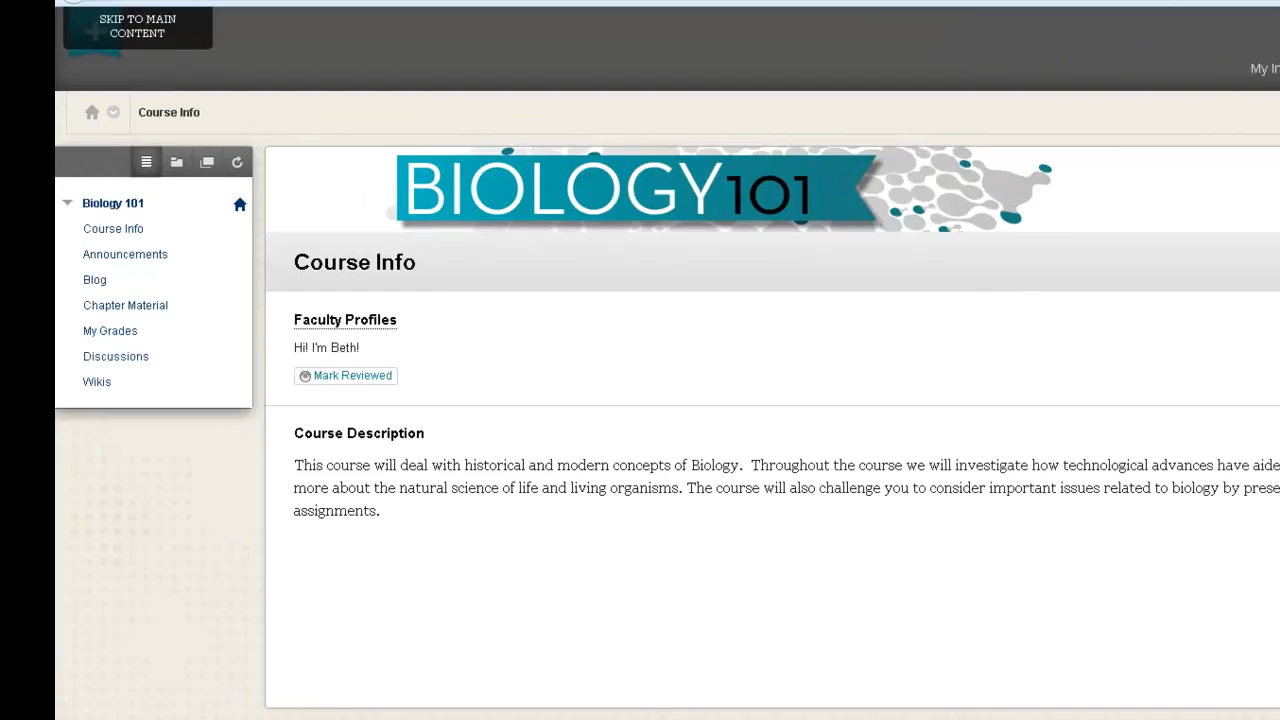 SKIP TO MAIN
CONTENT
Course Info
BIOLOGY101
Biology 101
Course Info
Announcements
Blog
Chapter Material
My Grades
Discussions
Wikis
Course Info
Faculty Profiles
Hi! I'm Beth!
Mark Reviewed
Course Description
This course will deal with historical and modern concepts of Biology. Throughout the course we will investigate how technological advances have
more about the natural science of life and living organisms. The course will also challenge you to consider important issues related to biology by
assignments.
My